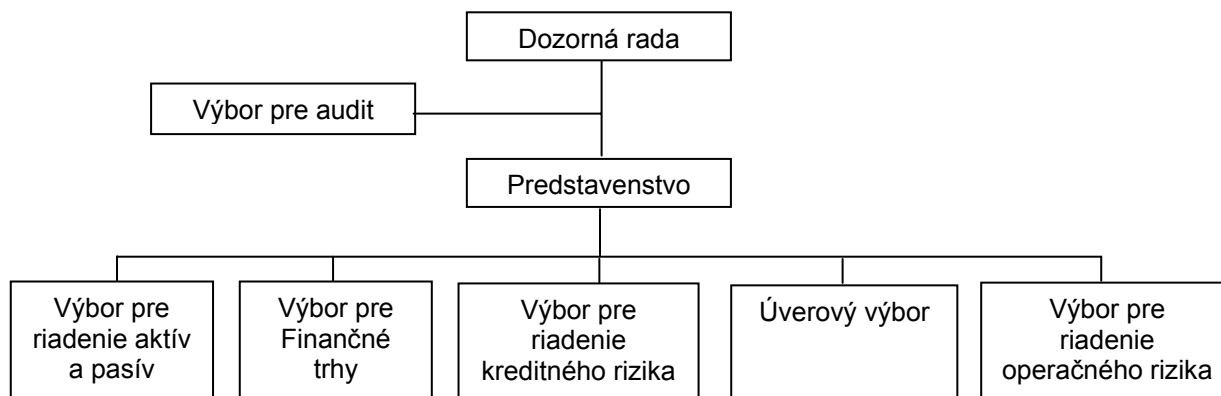 Dozorná rada
Výbor pre audit
Predstavenstvo
Výbor pre
riadenie aktív
a pasív
Výbor pre
Finančné
trhy
Výbor pre
riadenie
kreditného rizika
Úverový výbor
Výbor pre
riadenie
operačného rizika